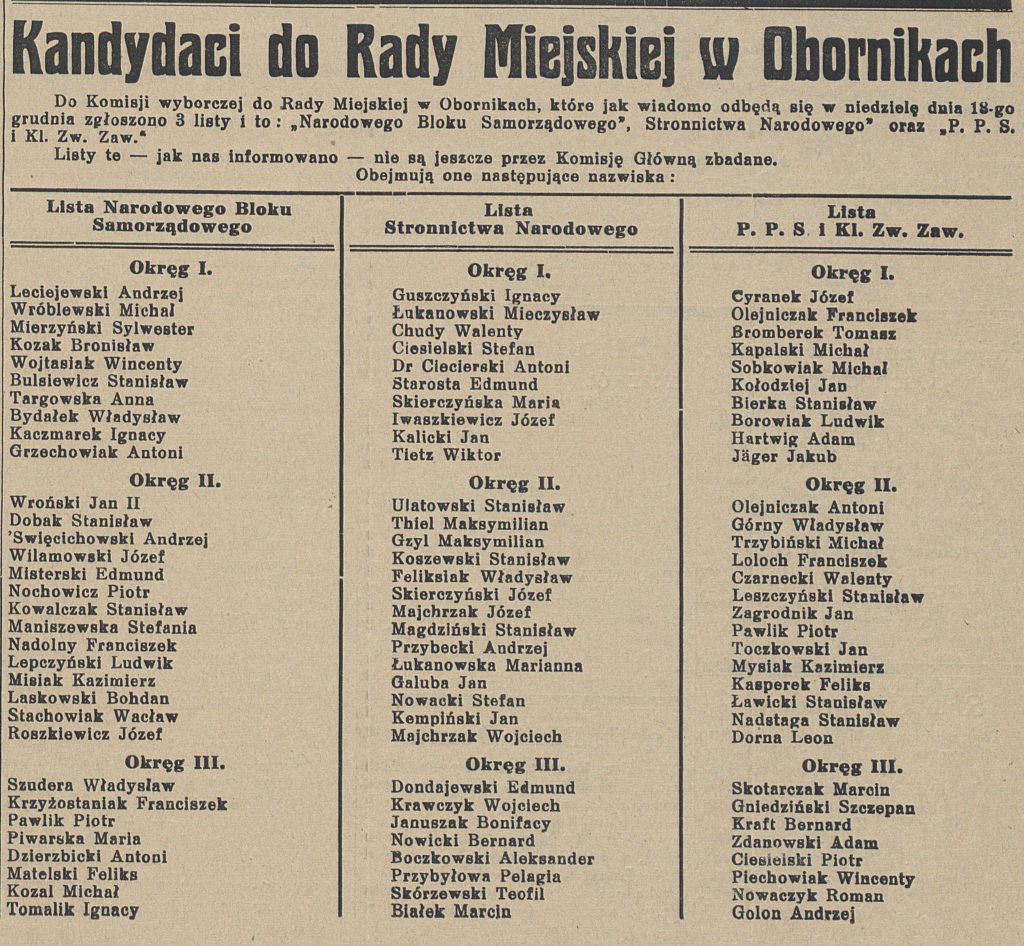 Kandydaci do Rady Miejskiej w Obornikach
Do Komisji wyborczej do Rady Miejskiej w Obornikach, które jak wiadomo odbędą się w niedzielę dnia 18-go
grudnia zgłoszono 3 listy i to: „Narodowego Bloku Samorządowego”, Stronnictwa Narodowego” oraz „P. P. S.
i Kl. Zw. Zaw.“
Listy te — jak nas informowano — nie są jeszcze przez Komisję Główną zbadane.
Obejmują one następujące nazwiska:
Lista Narodowego Bloku
Samorządowego
Okręg I.
Leciejewski Andrzej
Wróblewski Michal
Mierzyński Sylwester
Kozak Bronisław
Wojtasiak Wincenty
Bulsiewicz Stanisław
Targowska Anna
Bydałek Władysław
Kaczmarek Ignacy
Grzechowiak Antoni
Okręg II.
Wroński Jan II
Dobak Stanisław
'Swięcichowski Andrzej
Wilamowski Józef
Misterski Edmund
Nochowicz Piotr
Kowalczak Stanisław
Maniszewska Stefania
Nadolny Franciszek
Lepczyński Ludwik
Misiak Kazimierz
Laskowski Bohdan
Stachowiak Wacław
Roszkiewicz Józef
Okręg III.
Szudera Władysław
Krzyżostaniak Franciszek
Pawlik Piotr
Piwarska Maria
Dzierzbicki Antoni
Matelski Feliks
Kozal Michał
Tomalik Ignacy
Lista
Stronnictwa Narodowego
Okręg I.
Guszczyński Ignacy
Łukanowski Mieczysław
Chudy Walenty
Ciesielski Stefan
Dr Ciecierski Antoni
Starosta Edmund
Skierczyńska Maria
Iwaszkiewicz Józef
Kalicki Jan
Tietz Wiktor
Okręg II.
Ulatowski Stanisław
Thiel Maksymilian
Gzyl Maksymilian
Koszewski Stanisław
Feliksiak Władysław
Skierczyński Józef
Majchrzak Józef
Magdziński Stanisław
Przybecki Andrzej
Łukanowska Marianna
Galuba Jan
Nowacki Stefan
Kempiński Jan
Majchrzak Wojciech
Okręg III.
Dondajewski Edmund
Krawczyk Wojciech
Januszak Bonifacy
Nowicki Bernard
Boczkowski Aleksander
Przybyłowa Pelagia
Skórzewski Teofil
Białek Marcin
Lista
P. P. S. i Kl. Zw. Zaw.
Okręg I.
Cyranek Józef
Olejniczak Franciszek
Bromberek Tomasz
Kapalski Michał
Sobkowiak Michal
Kołodziej Jan
Bierka Stanisław
Borowiak Ludwik
Hartwig Adam
Jäger Jakub
Okręg II.
Olejniczak Antoni
Górny Władysław
Trzybiński Michał
Loloch Franciszek
Czarnecki Walenty
Leszczyński Stanisław
Zagrodnik Jan
Pawlik Piotr
Toczkowski Jan
Mysiak Kazimierz
Kasperek Feliks
Ławicki Stanisław
Nadstaga Stanisław
Dorna Leon
Okręg III.
Skotarczak Marcin
Gniedziński Szczepan
Kraft Bernard
Zdanowski Adam
Ciesielski Piotr
Piechowiak Wincenty
Nowaczyk Roman
Golon Andrzej